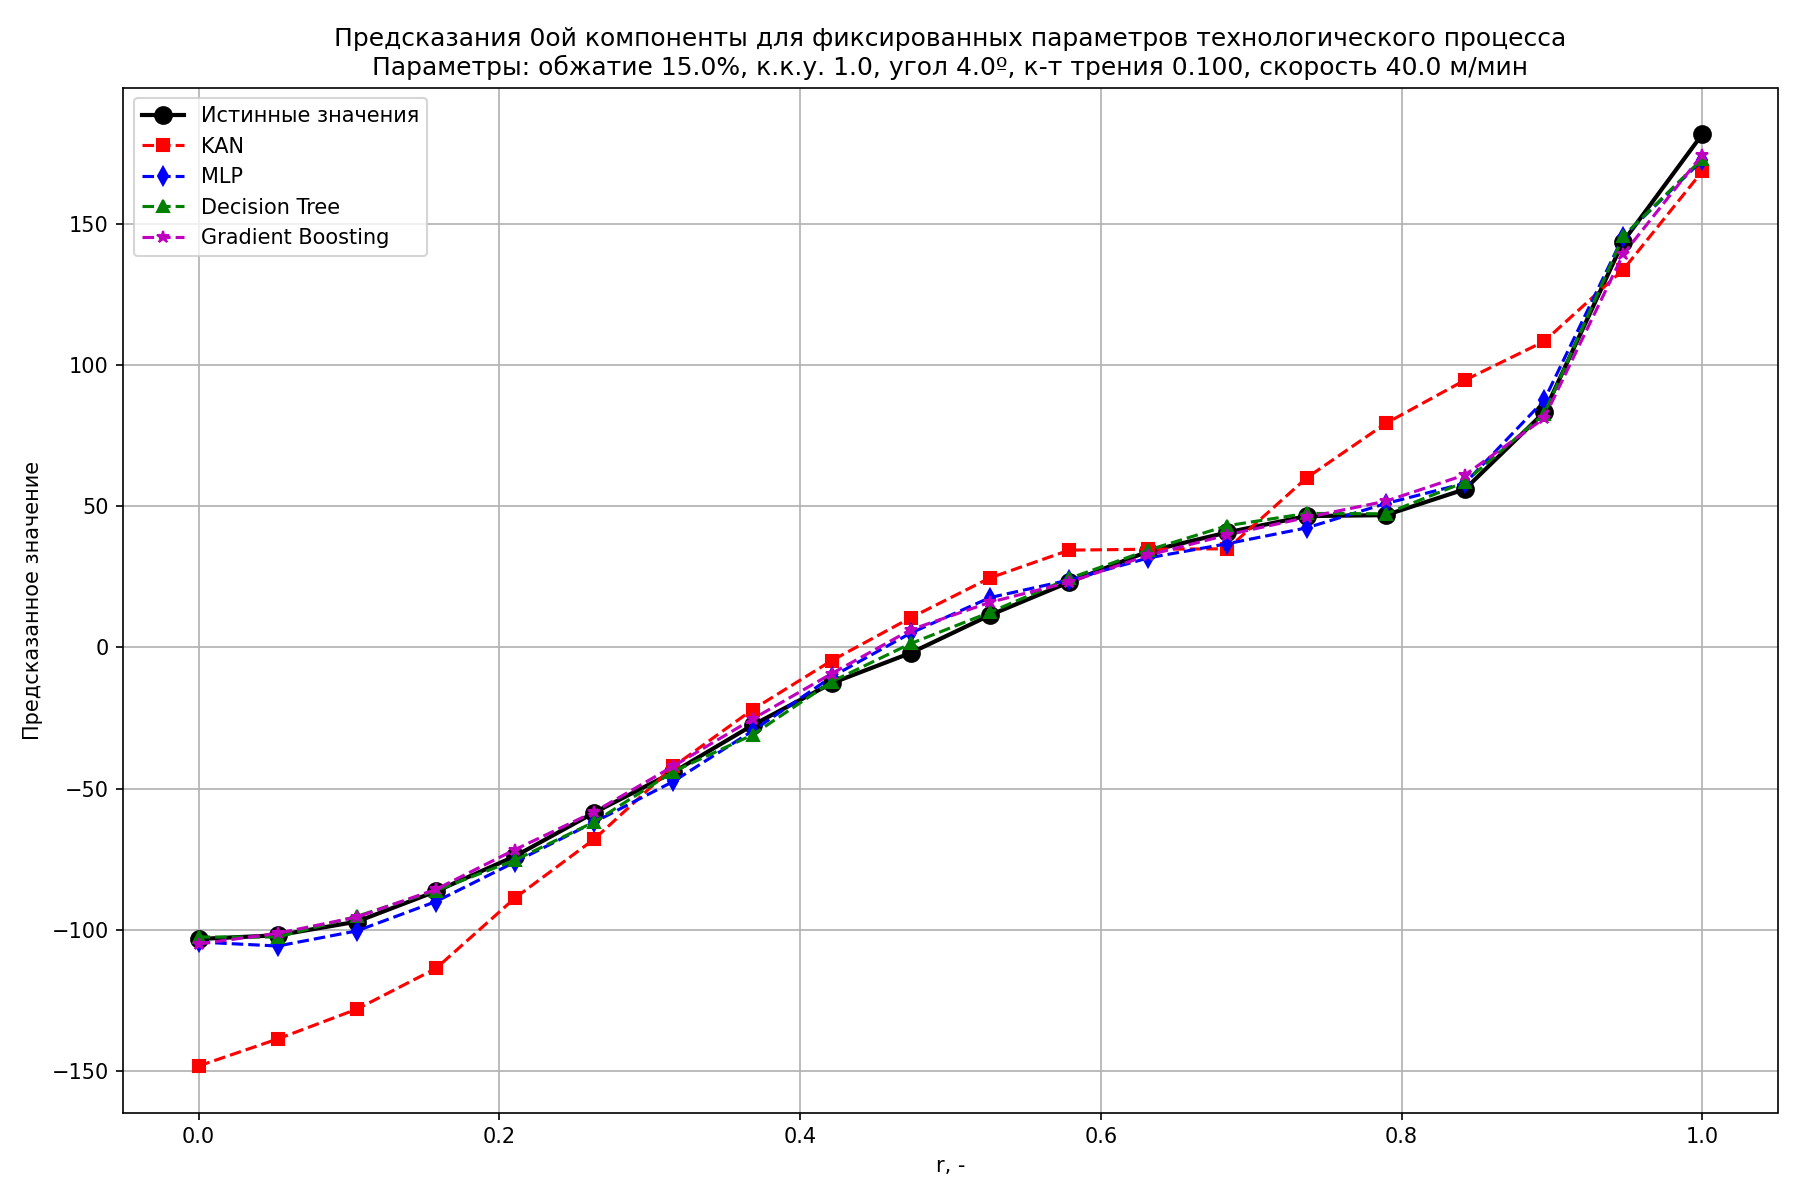 Предсказания 0ой компоненты для фиксированных параметров технологического процесса
Параметры: обжатие 15.0%, к.к.у. 1.0, угол 4.0º, к-т трения 0.100, скорость 40.0 м/мин
Истинные значения
KAN
MLP
Decision Tree
Gradient Boosting
Предсказанное значение
150
100
50
0
−50
−100
−150
0.0
0.2
0.4
0.6
0.8
1.0
r, -